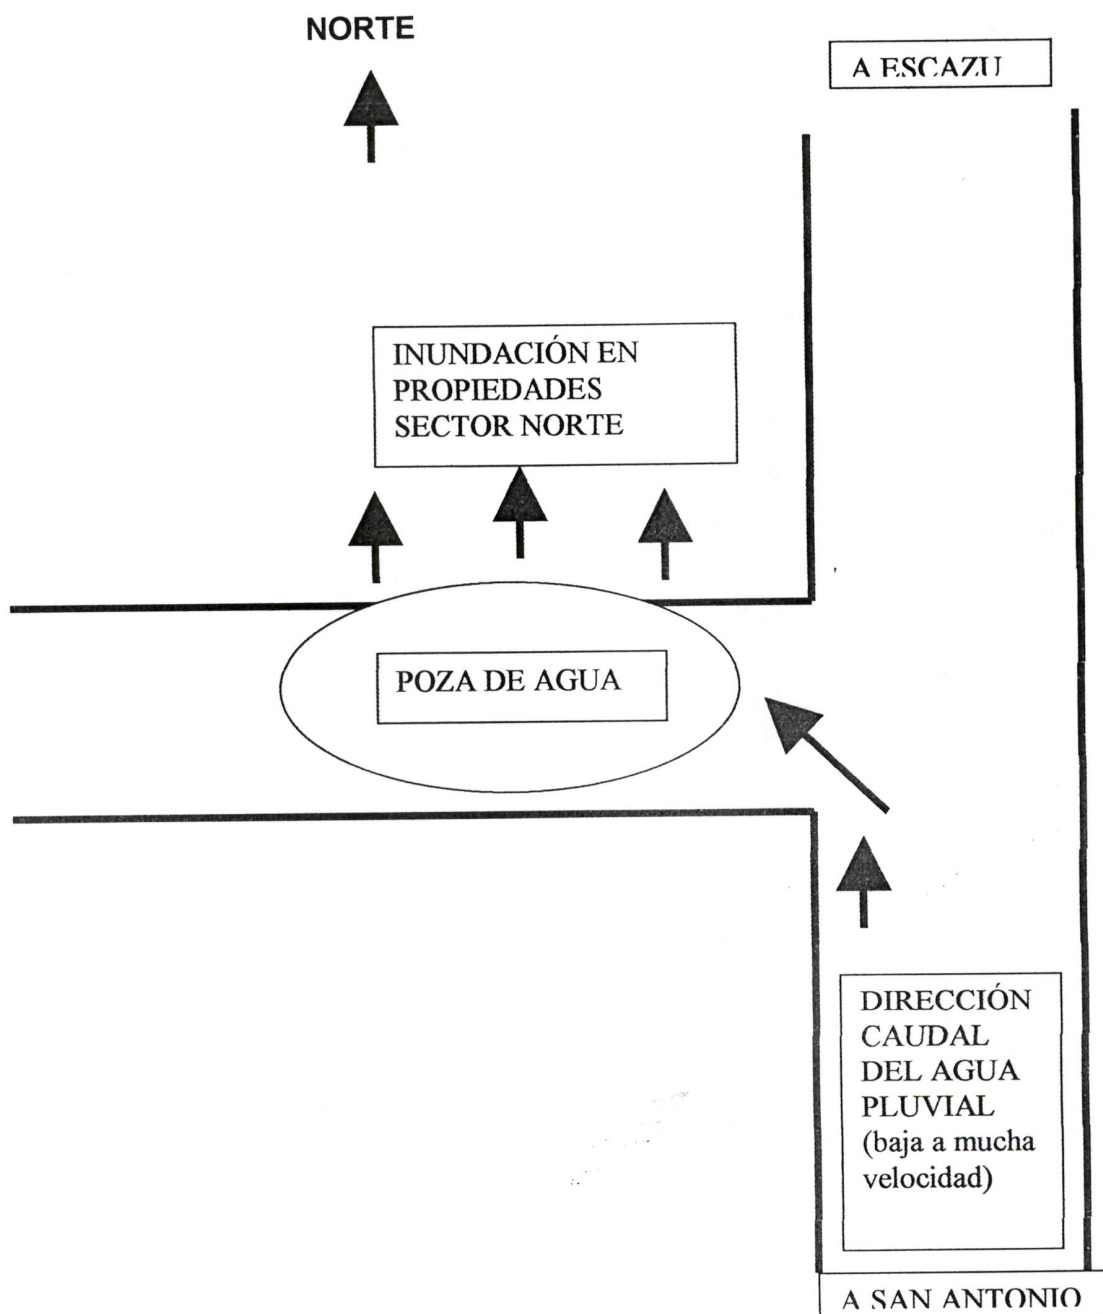 NORTE
A ESCAZU
INUNDACIÓN EN
PROPIEDADES
SECTOR NORTE
POZA DE AGUA
DIRECCIÓN
CAUDAL
DEL AGUA
PLUVIAL
(baja a mucha
velocidad)
A SAN ANTONIO